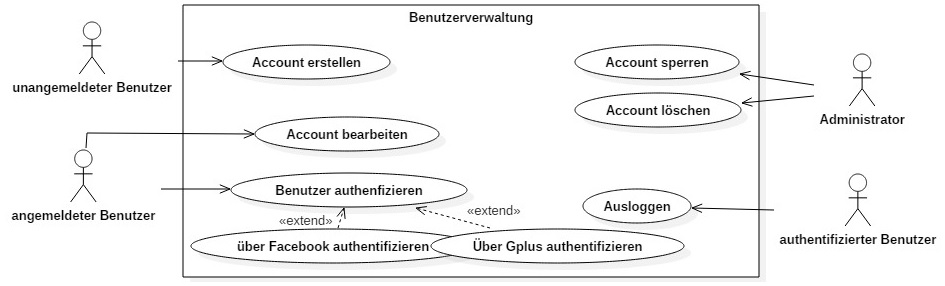 Benutzerverwaltung
unangemeldeter Benutzer
Account erstellen
Account sperren
Account löschen
Administrator
Account bearbeiten
angemeldeter Benutzer
Benutzer authenfizieren
«extend»
«extend»
Ausloggen
authentifizierter Benutzer
über Facebook authentifizieren
Über Gplus authentifizieren